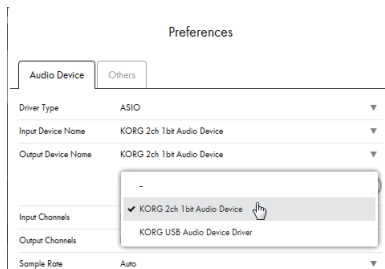 Preferences
Audio Device
Others
Driver Type ASIO
Input Device Name KORG 2ch 1bit Audio Device
Output Device Name KORG 2ch 1bit Audio Device
-
KORG 2ch 1bit Audio Device
KORG USB Audio Device Driver
Input Channels
Output Channels
Sample Rate Auto